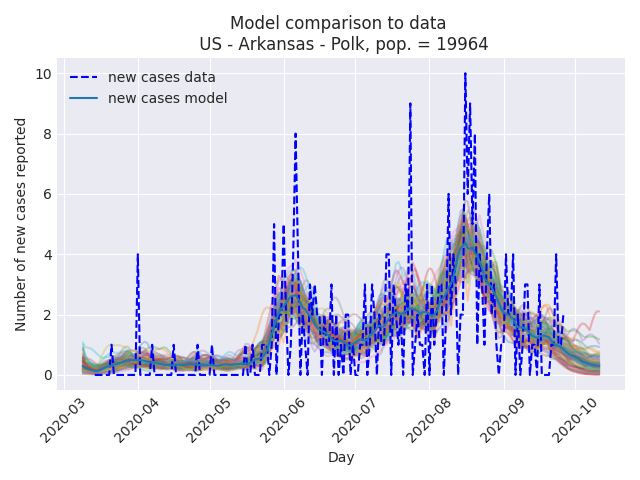 Model comparison to data
US - Arkansas - Polk, pop. = 19964
new cases data
new cases model
Number of new cases reported
10
8
6
4
2
0
2020-03
2020-04
2020-05
2020-06
2020-07
2020-08
2020-09
2020-10
Day